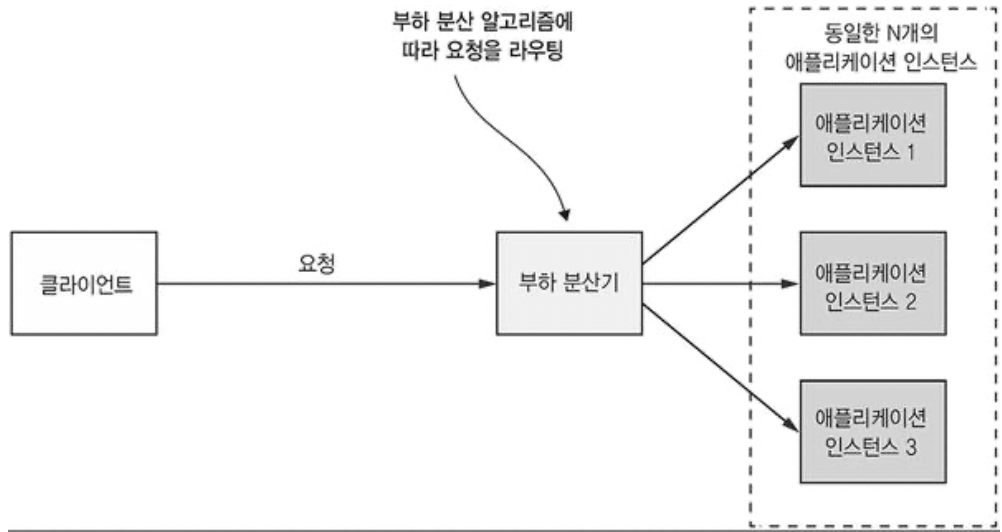 부하 분산 알고리즘에
따라 요청을 라우팅
동일한 N개의
애플리케이션 인스턴스
애플리케이션
인스턴스 1
클라이언트
요청
부하 분산기
애플리케이션
인스턴스 2
애플리케이션
인스턴스 3